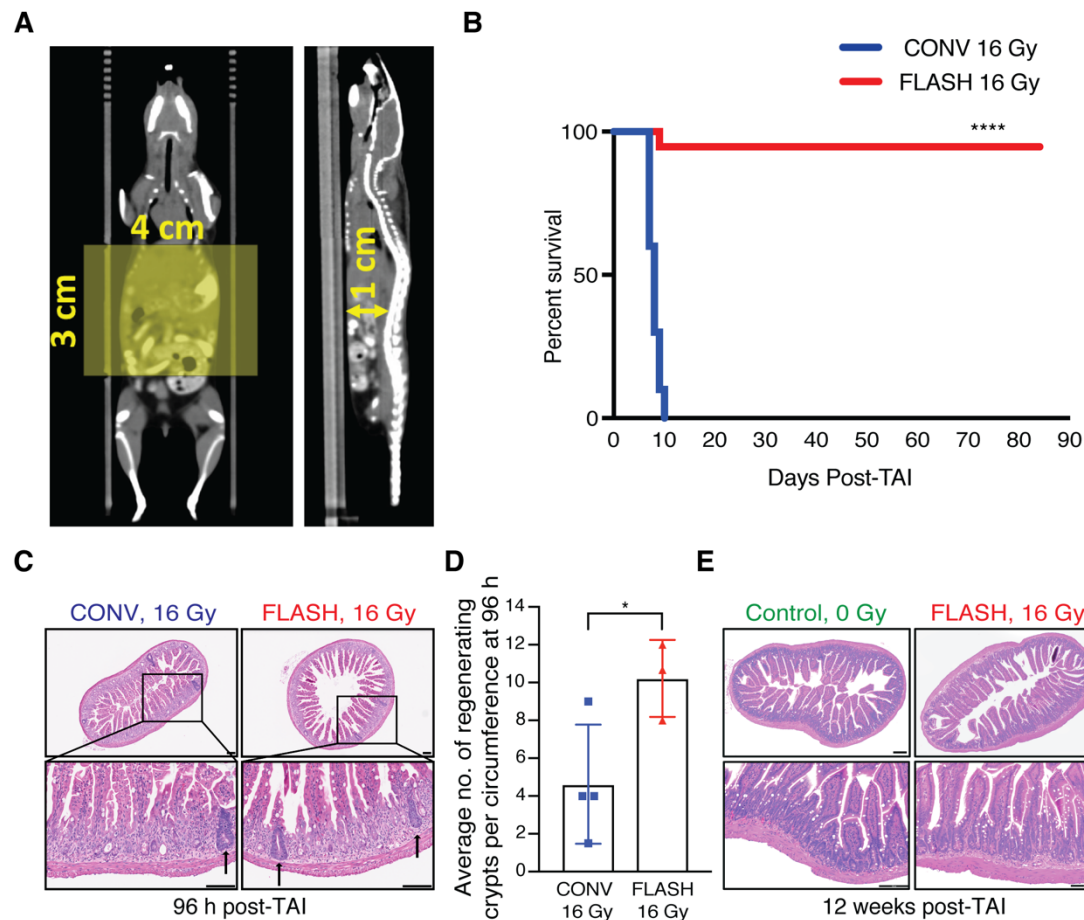 A
4 cm
3 cm
1 cm
B
CONV 16 Gy
FLASH 16 Gy
****
100
50
0
Percent survival
0 10 20 30 40 50 60 70 80 90
Days Post-TAI
C
CONV, 16 Gy
FLASH, 16 Gy
96 h post-TAI
D
Average no. of regenerating
crypts per circumference at 96 h
14
12
10
8
6
4
2
0
*
CONV FLASH
16 Gy 16 Gy
E
Control, 0 Gy
FLASH, 16 Gy
12 weeks post-TAI